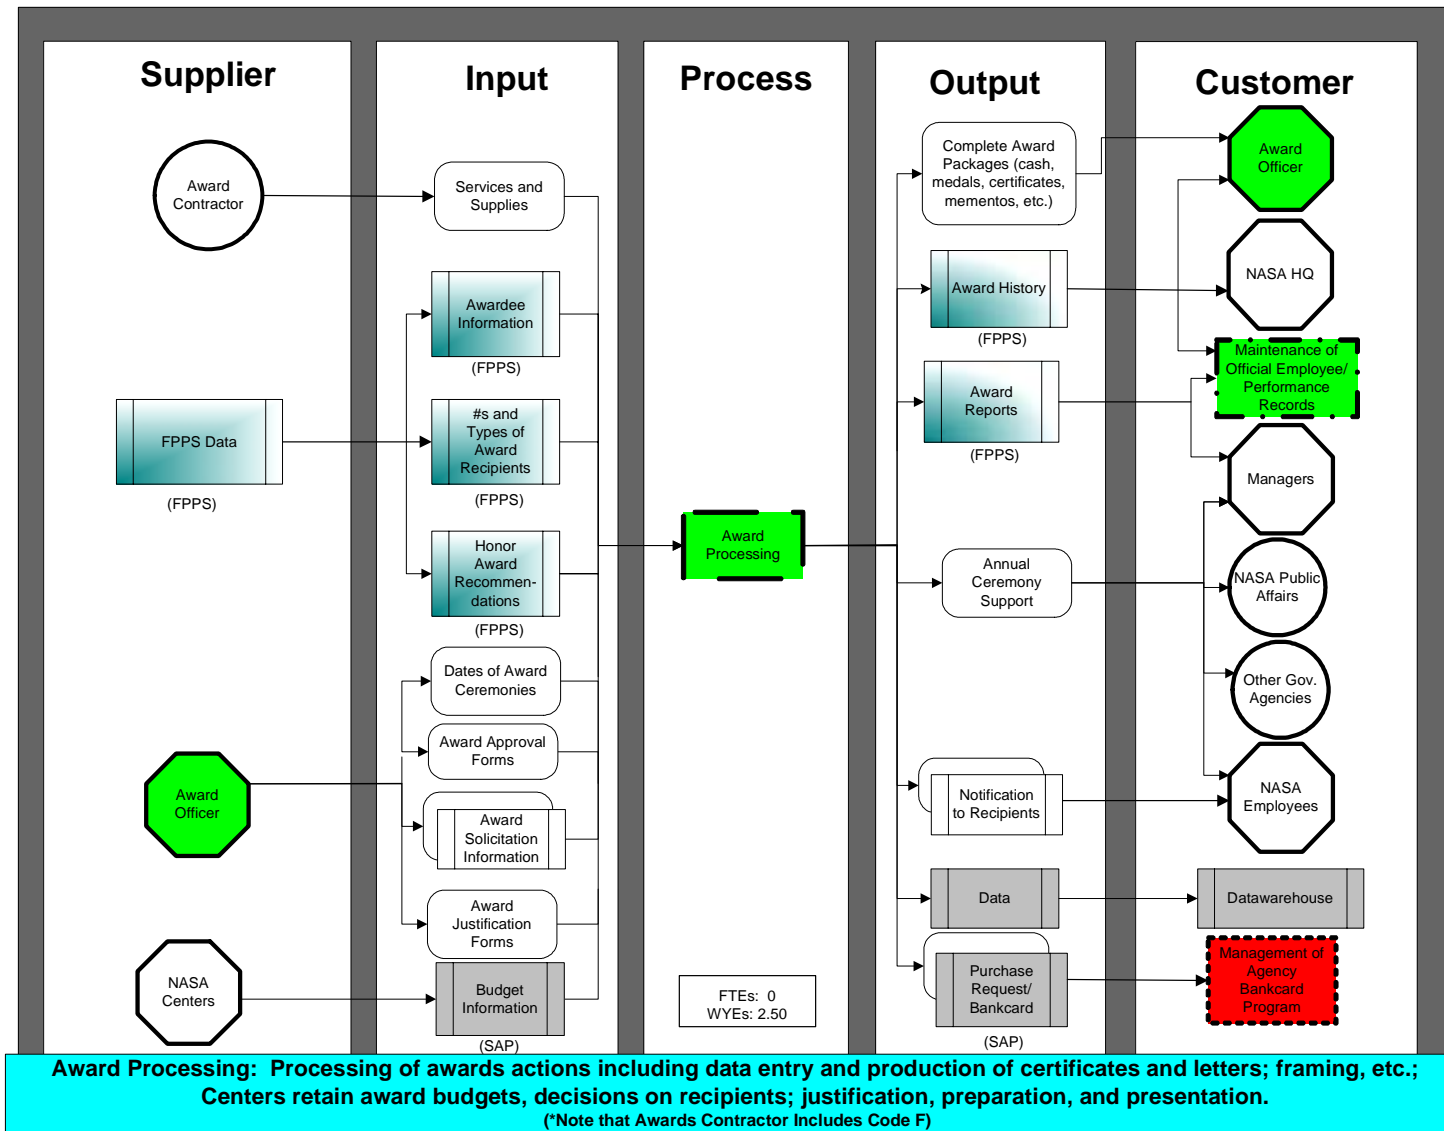 Supplier
Input
Process
Output
Customer
Award
Contractor
FPPS Data
(FPPS)
Award
Officer
NASA
Centers
Services and
Supplies
Awardee
Information
(FPPS)
#s and
Types of
Award
Recipients
(FPPS)
Honor
Award
Recommen-
dations
(FPPS)
Dates of Award
Ceremonies
Award Approval
Forms
Award
Solicitation
Information
Award
Justification
Forms
Budget
Information
(SAP)
Award
Processing
FTEs: 0
WYEs: 2.50
Complete Award
Packages (cash,
medals, certificates,
mementos, etc.)
Award History
(FPPS)
Award
Reports
(FPPS)
Annual
Ceremony
Support
Notification
to Recipients
Data
Purchase
Request/
Bankcard
(SAP)
Award
Officer
NASA HQ
Maintenance of
Official Employee/
Performance
Records
Managers
NASA Public
Affairs
Other Gov.
Agencies
NASA
Employees
Datawarehouse
Management of
Agency
Bankcard
Program
Award Processing: Processing of awards actions including data entry and production of certificates and letters; framing, etc.;
Centers retain award budgets, decisions on recipients; justification, preparation, and presentation.
(*Note that Awards Contractor Includes Code F)